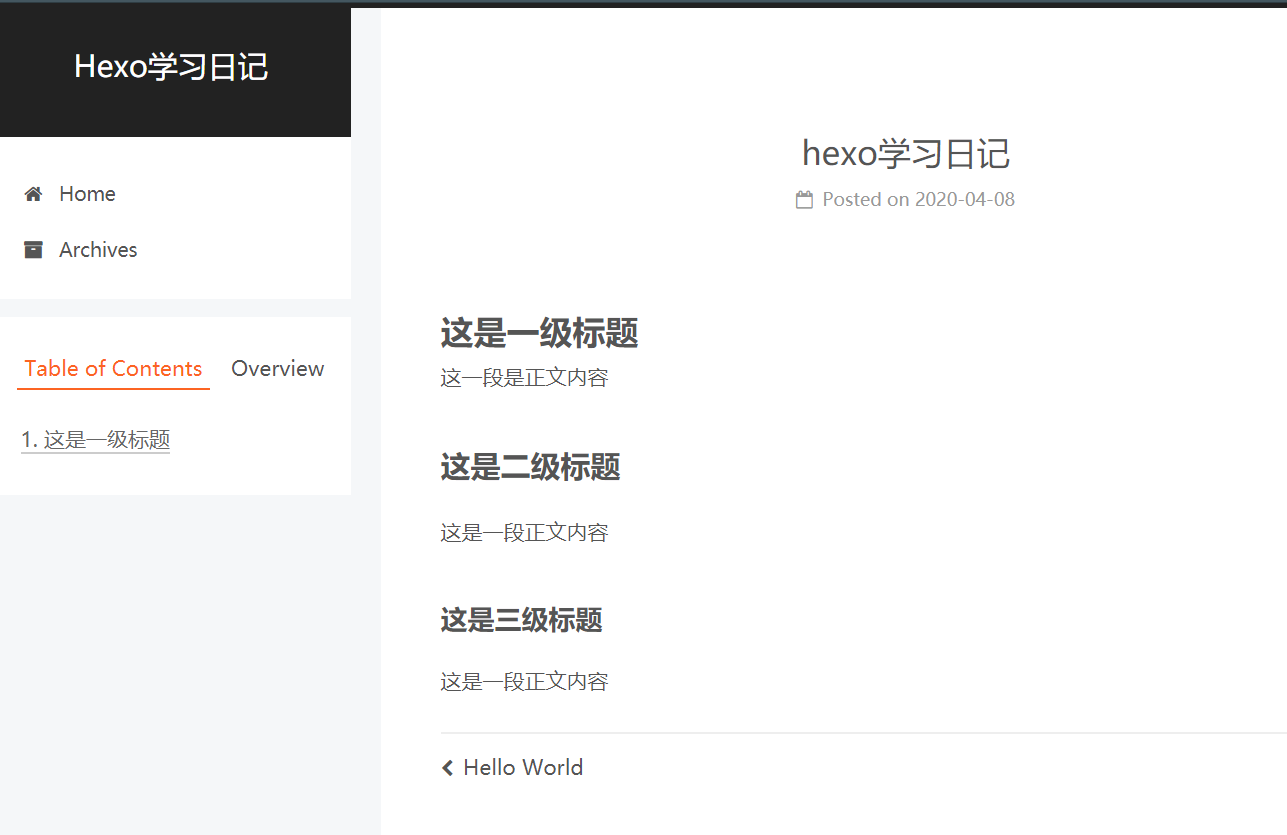 Hexo学习日记
Home
Archives
Table of Contents Overview
1. 这是一级标题
hexo学习日记
Posted on 2020-04-08
这是一级标题
这一段是正文内容
这是二级标题
这是一段正文内容
这是三级标题
这是一段正文内容
Hello World